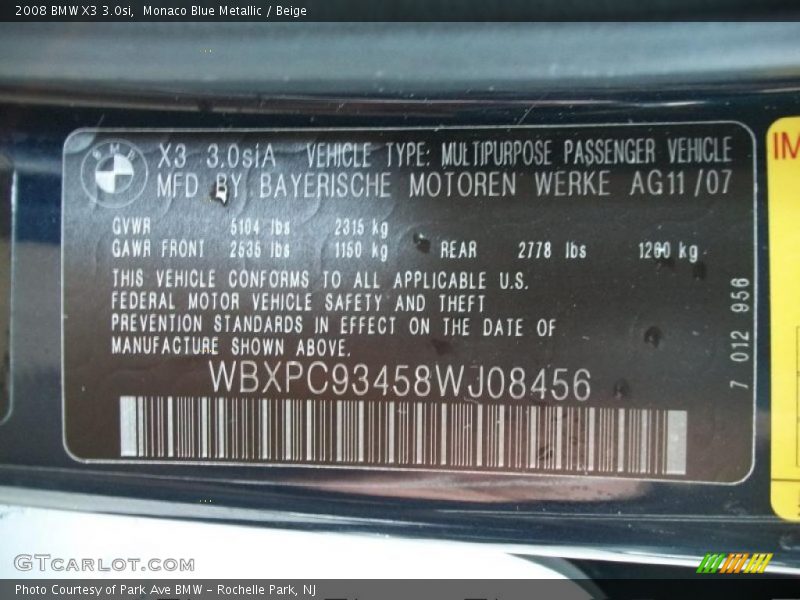 2008 BMW X3 3.0si, Monaco Blue Metallic / Beige
BMW
X3 3.0siA VEHICLE TYPE: MULTIPURPOSE PASSENGER VEHICLE
MFD BY BAYERISCHE MOTOREN WERKE AG11/07
GVWR 5104 lbs 2315 kg
GAWR FRONT 2535 lbs 1150 kg REAR 2778 lbs 1260 kg
THIS VEHICLE CONFORMS TO ALL APPLICABLE U.S.
FEDERAL MOTOR VEHICLE SAFETY AND THEFT
PREVENTION STANDARDS IN EFFECT ON THE DATE OF
MANUFACTURE SHOWN ABOVE.
WBXPC93458WJ08456
7 012 956
IM
GTcarlot.com
Photo Courtesy of Park Ave BMW - Rochelle Park, NJ